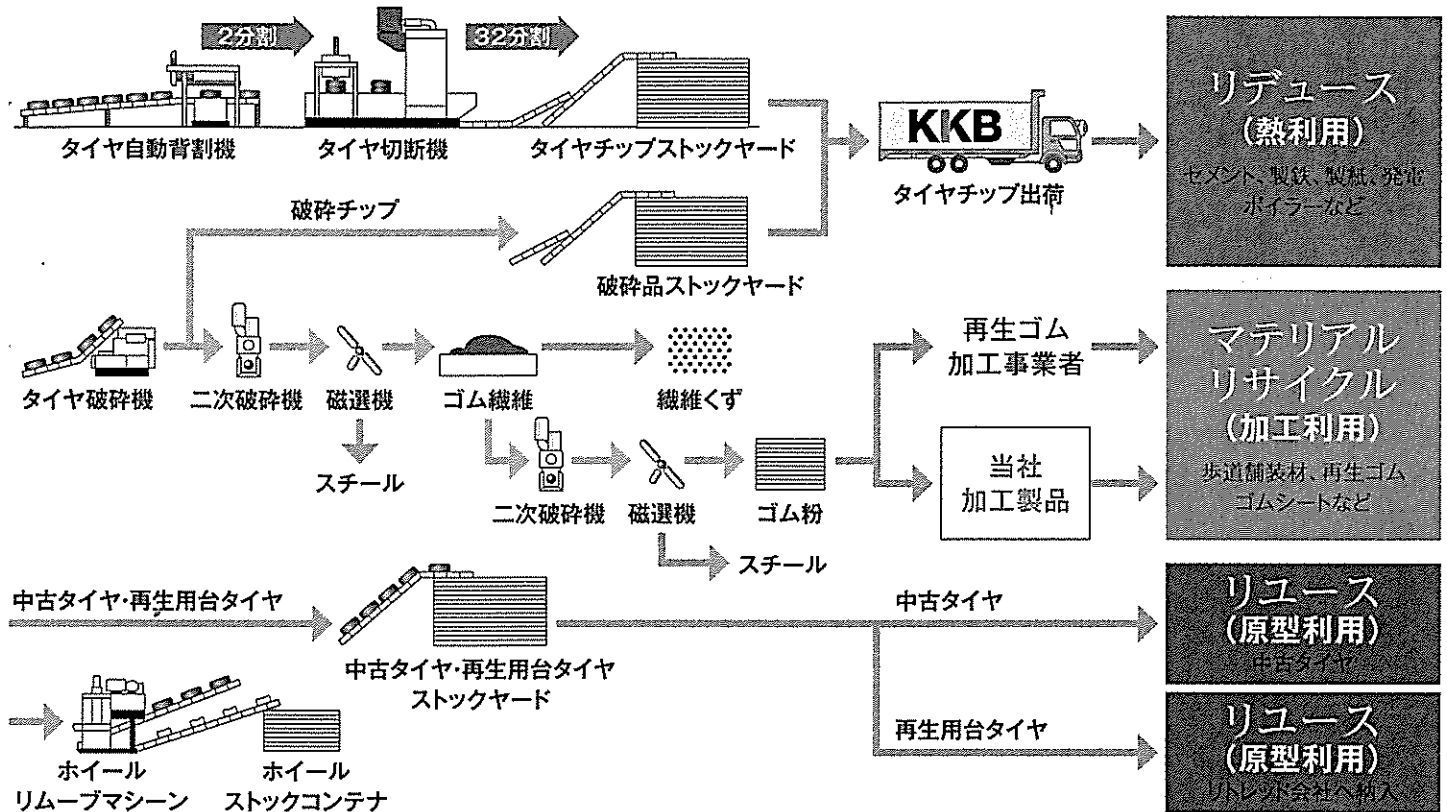 2分割
32分割
タイヤ自動背割機
タイヤ切断機
タイヤチップストックヤード
KKB
タイヤチップ出荷
リデュース
(熱利用)
セメント、製鉄、製紙、発電
ボイラーなど
破砕チップ
破砕品ストックヤード
タイヤ破砕機
二次破砕機
磁選機
ゴム繊維
繊維くず
スチール
二次破砕機
磁選機
ゴム粉
スチール
再生ゴム
加工事業者
当社
加工製品
マテリアル
リサイクル
(加工利用)
歩道舗装材、再生ゴム
ゴムシートなど
中古タイヤ・再生用台タイヤ
中古タイヤ・再生用台タイヤ
ストックヤード
中古タイヤ
リユース
(原型利用)
中古タイヤ
再生用台タイヤ
リユース
(原型利用)
リトレッド会社へ納入
ホイール
リムーブマシーン
ホイール
ストックコンテナ